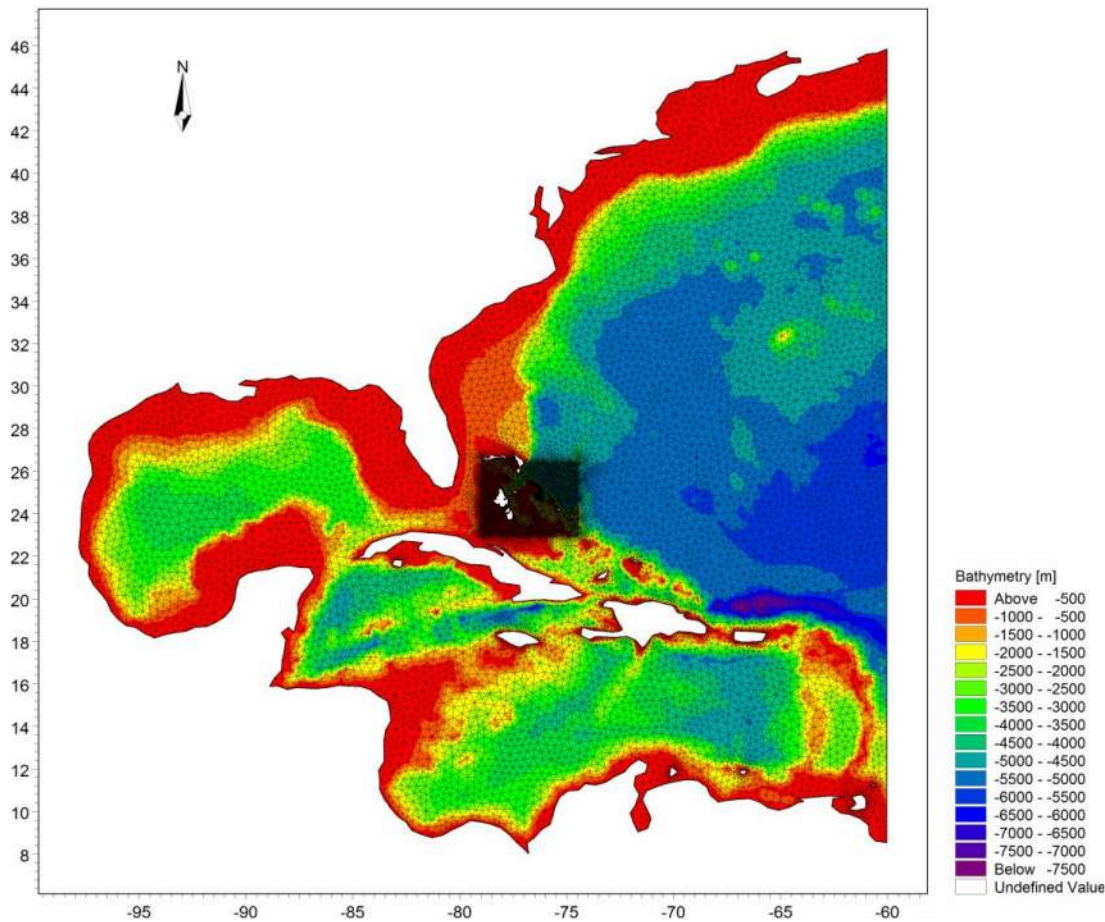 46
44
42
40
38
36
34
32
30
28
26
24
22
20
18
16
14
12
10
8
N
-95
-90
-85
-80
-75
-70
-65
-60
Bathymetry [m]
Above -500
-1000 - -500
-1500 - -1000
-2000 - -1500
-2500 - -2000
-3000 - -2500
-3500 - -3000
-4000 - -3500
-4500 - -4000
-5000 - -4500
-5500 - -5000
-6000 - -5500
-6500 - -6000
-7000 - -6500
-7500 - -7000
Below -7500
Undefined Value